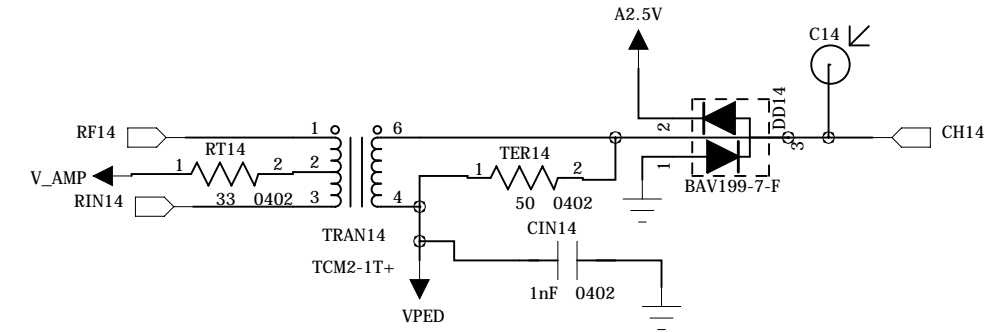 A2.5V
C14
DD14
RF14
1
6
2
3
CH14
RT14
1
2
2
TER14
1
2
1
V_AMP
BAV199-7-F
RIN14
33 0402
3
4
50 0402
TRAN14
CIN14
TCM2-1T+
1nF 0402
VPED